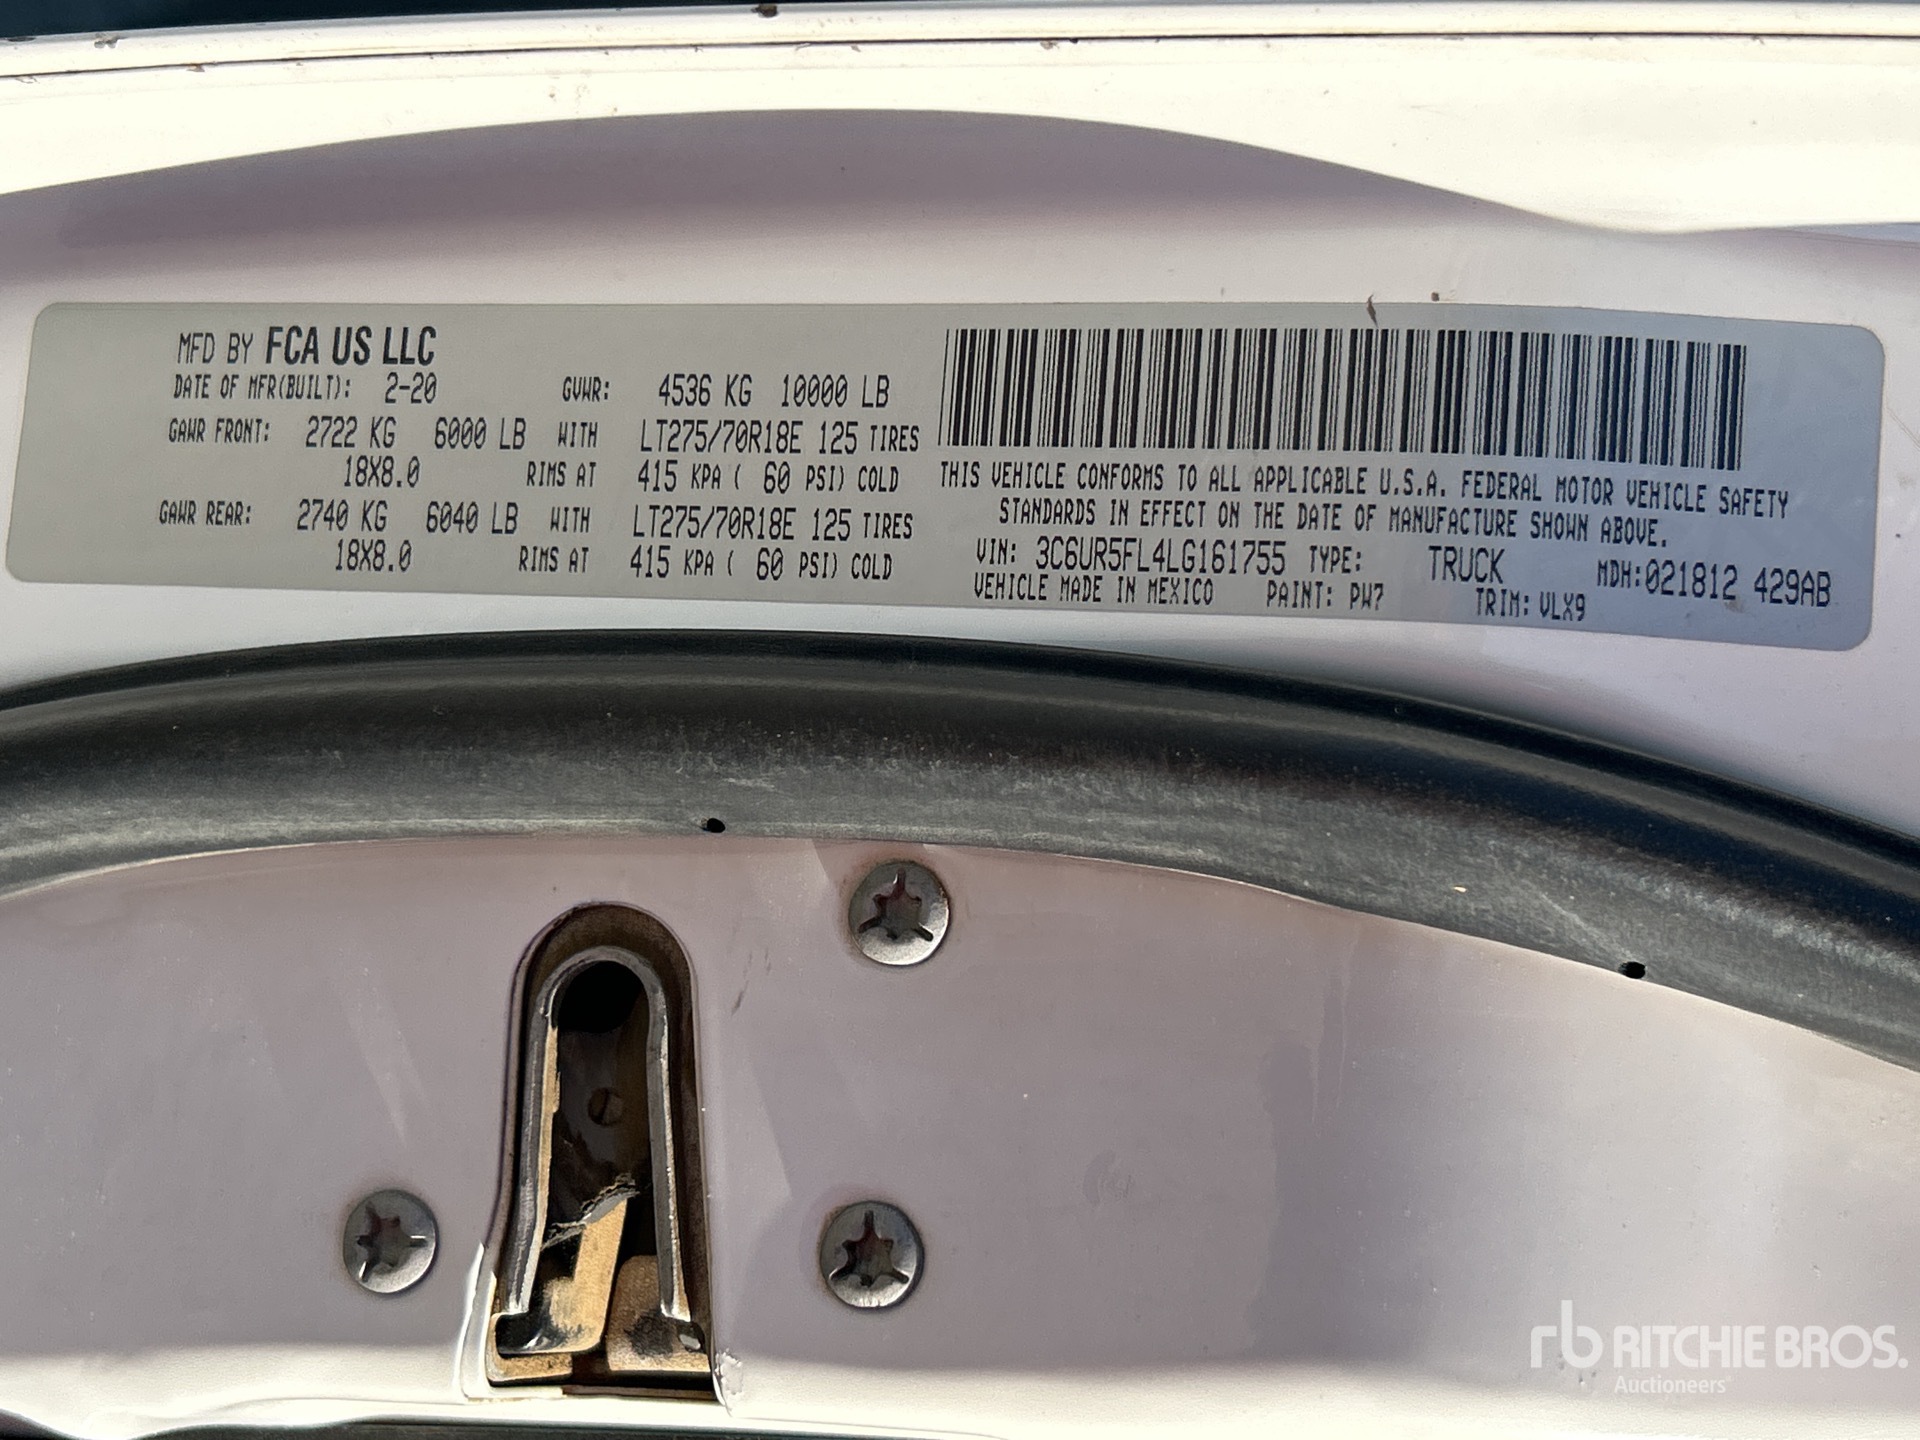 MFD BY FCA US LLC
DATE OF MFR(BUILT): 2-20 GVWR: 4536 KG 10000 LB
GAWR FRONT: 2722 KG 6000 LB WITH LT275/70R18E 125 TIRES
18X8.0 RIMS AT 415 KPA ( 60 PSI) COLD
GAWR REAR: 2740 KG 6040 LB WITH LT275/70R18E 125 TIRES
18X8.0 RIMS AT 415 KPA ( 60 PSI) COLD
THIS VEHICLE CONFORMS TO ALL APPLICABLE U.S.A. FEDERAL MOTOR VEHICLE SAFETY
STANDARDS IN EFFECT ON THE DATE OF MANUFACTURE SHOWN ABOVE.
VIN: 3C6UR5FL4LG161755 TYPE: TRUCK MDH:021812 429AB
VEHICLE MADE IN MEXICO PAINT: PW7 TRIM: VLX9
rb RITCHIE BROS.
Auctioneers